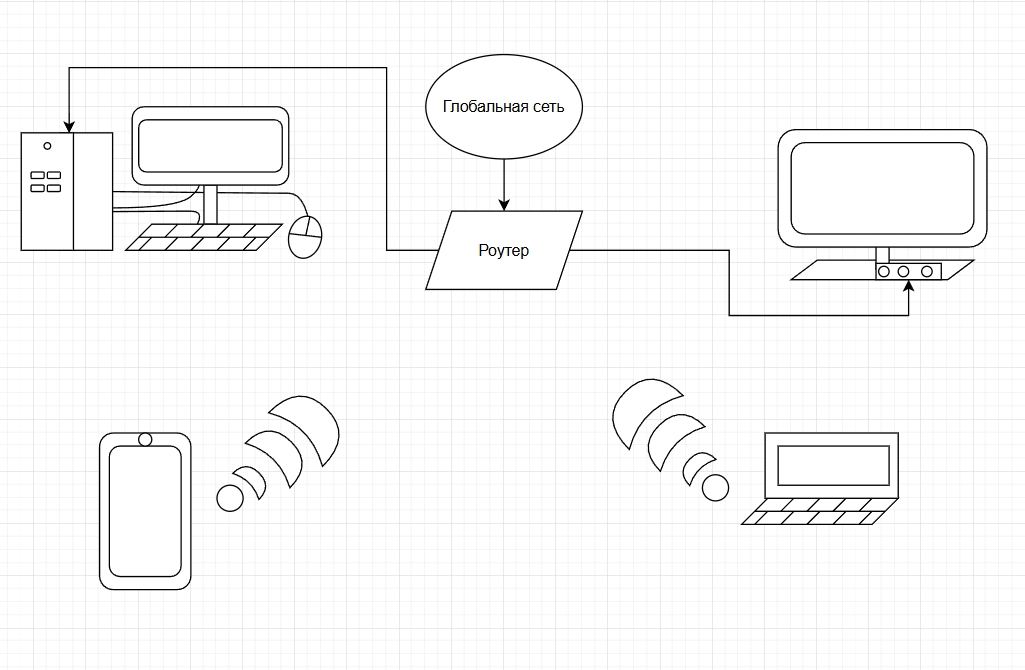 Глобальная сеть
Роутер